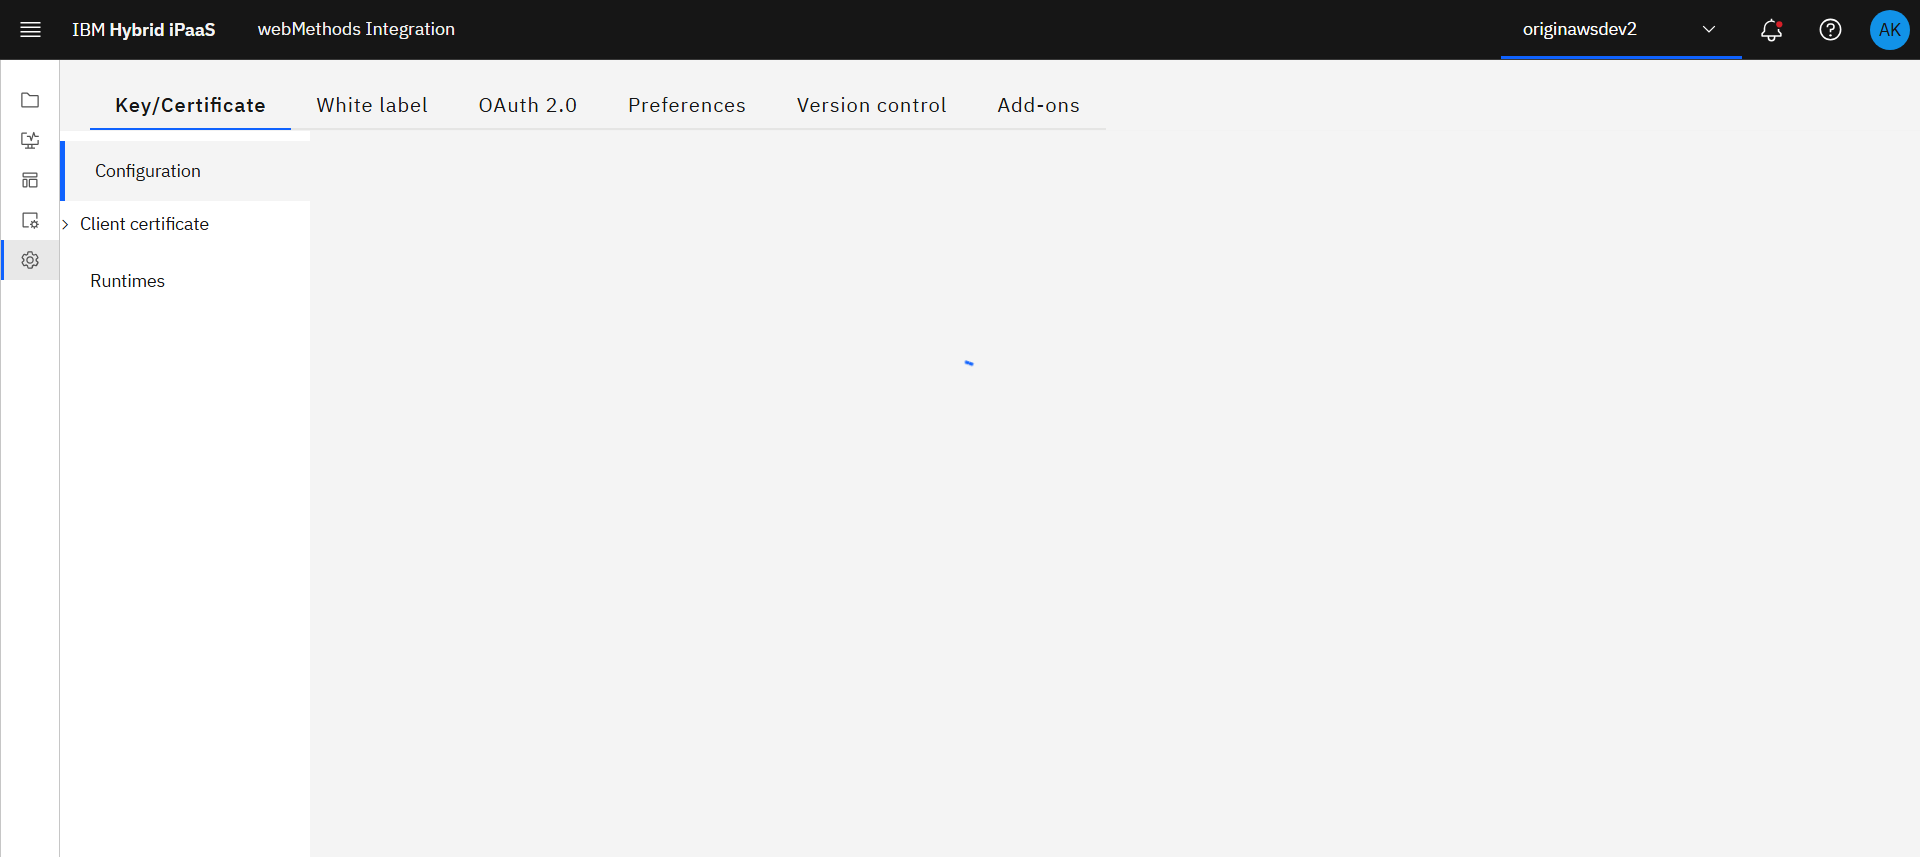 IBM Hybrid iPaaS
webMethods Integration
originawsdev2
AK
Key/Certificate
White label
OAuth 2.0
Preferences
Version control
Add-ons
Configuration
Client certificate
Runtimes